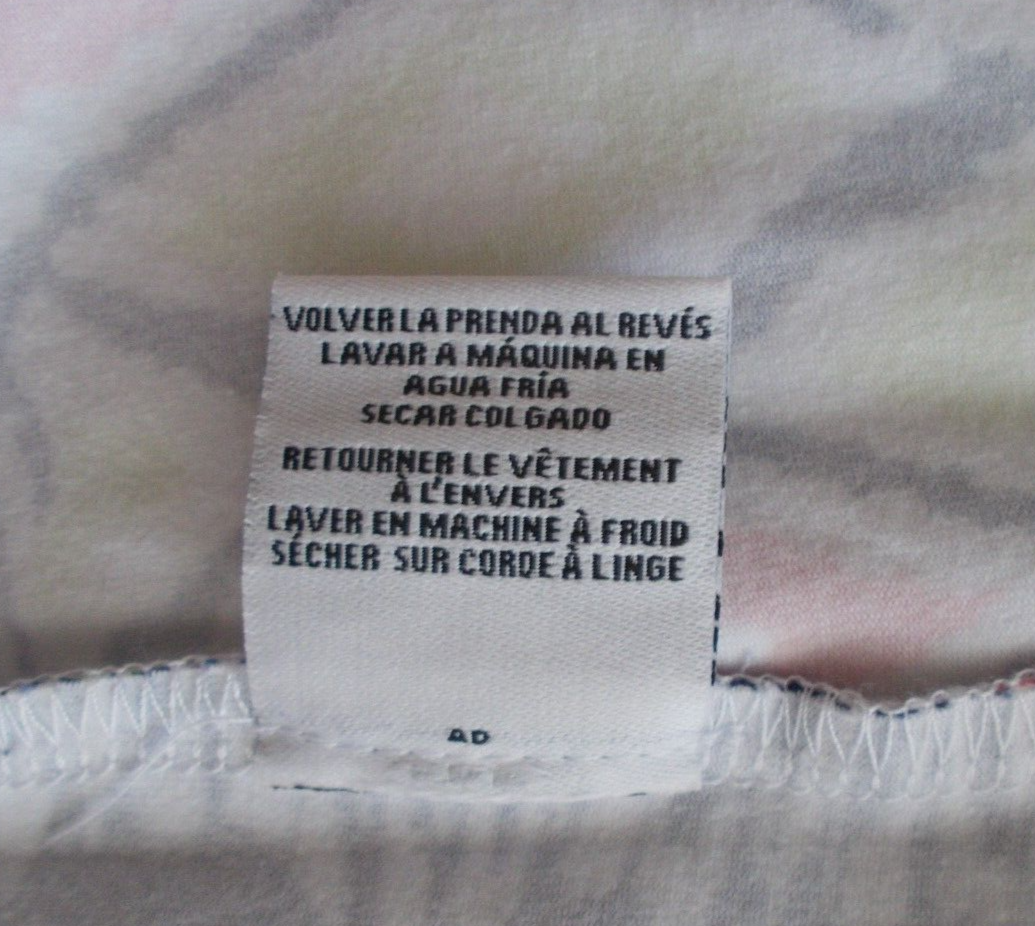 VOLVER LA PRENDA AL REVÉS
LAVAR A MÁQUINA EN
AGUA FRÍA
SECAR COLGADO
RETOURNER LE VÊTEMENT
À L'ENVERS
LAVER EN MACHINE À FROID
SÉCHER SUR CORDE À LINGE
AD